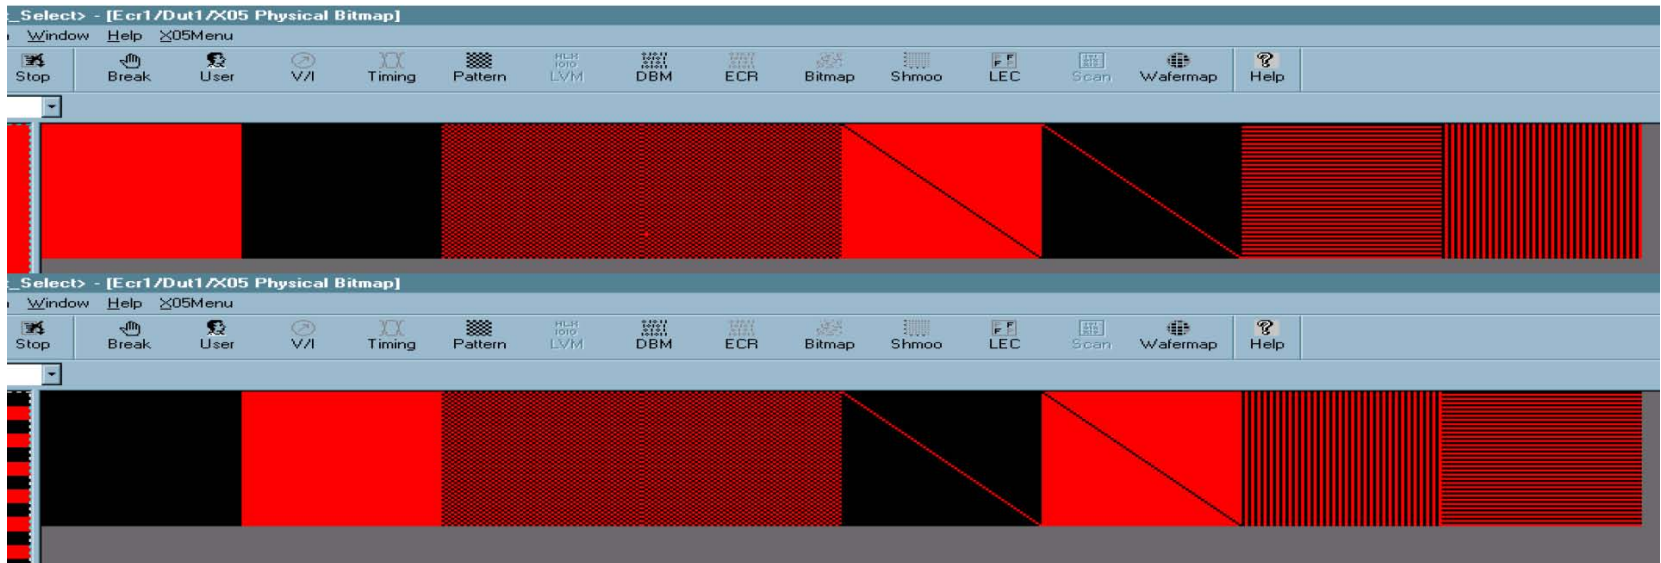 _Select> - [Ecr1/Dut1/X05 Physical Bitmap]
Window Help X05Menu
Stop Break User V/I Timing Pattern LVM DBM ECR Bitmap Shmoo LEC Scan Wafermap Help
_Select> - [Ecr1/Dut1/X05 Physical Bitmap]
Window Help X05Menu
Stop Break User V/I Timing Pattern LVM DBM ECR Bitmap Shmoo LEC Scan Wafermap Help